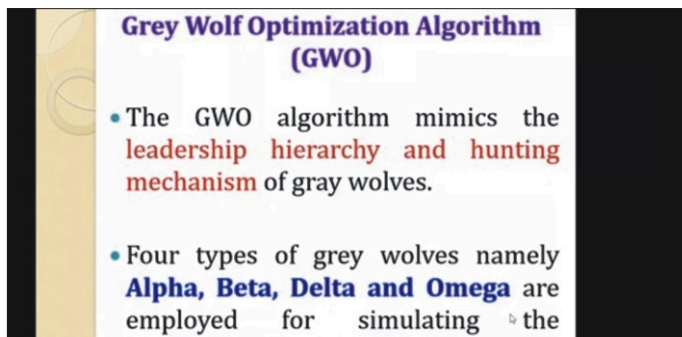 Grey Wolf Optimization Algorithm
(GWO)
The GWO algorithm mimics the
leadership hierarchy and hunting
mechanism of gray wolves.
Four types of grey wolves namely
Alpha, Beta, Delta and Omega are
employed for simulating the